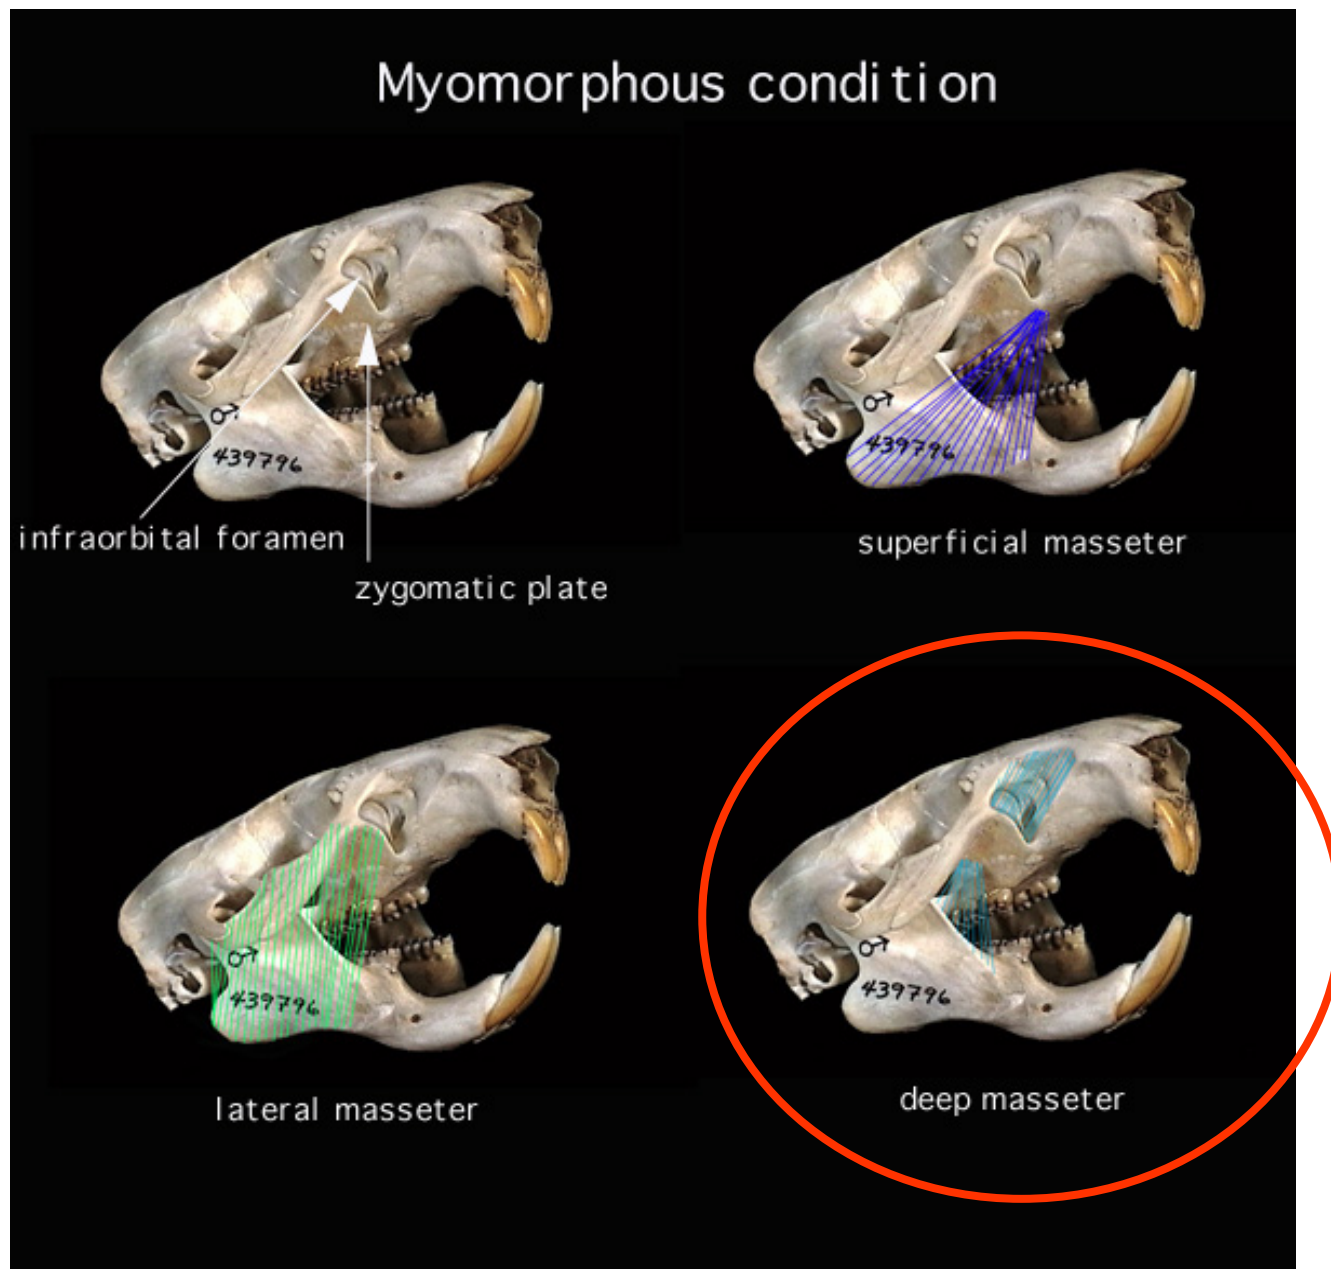 Myomorphous condition
♂
439796
infraorbital foramen
zygomatic plate
♂
439796
superficial masseter
♂
439796
lateral masseter
♂
439796
deep masseter